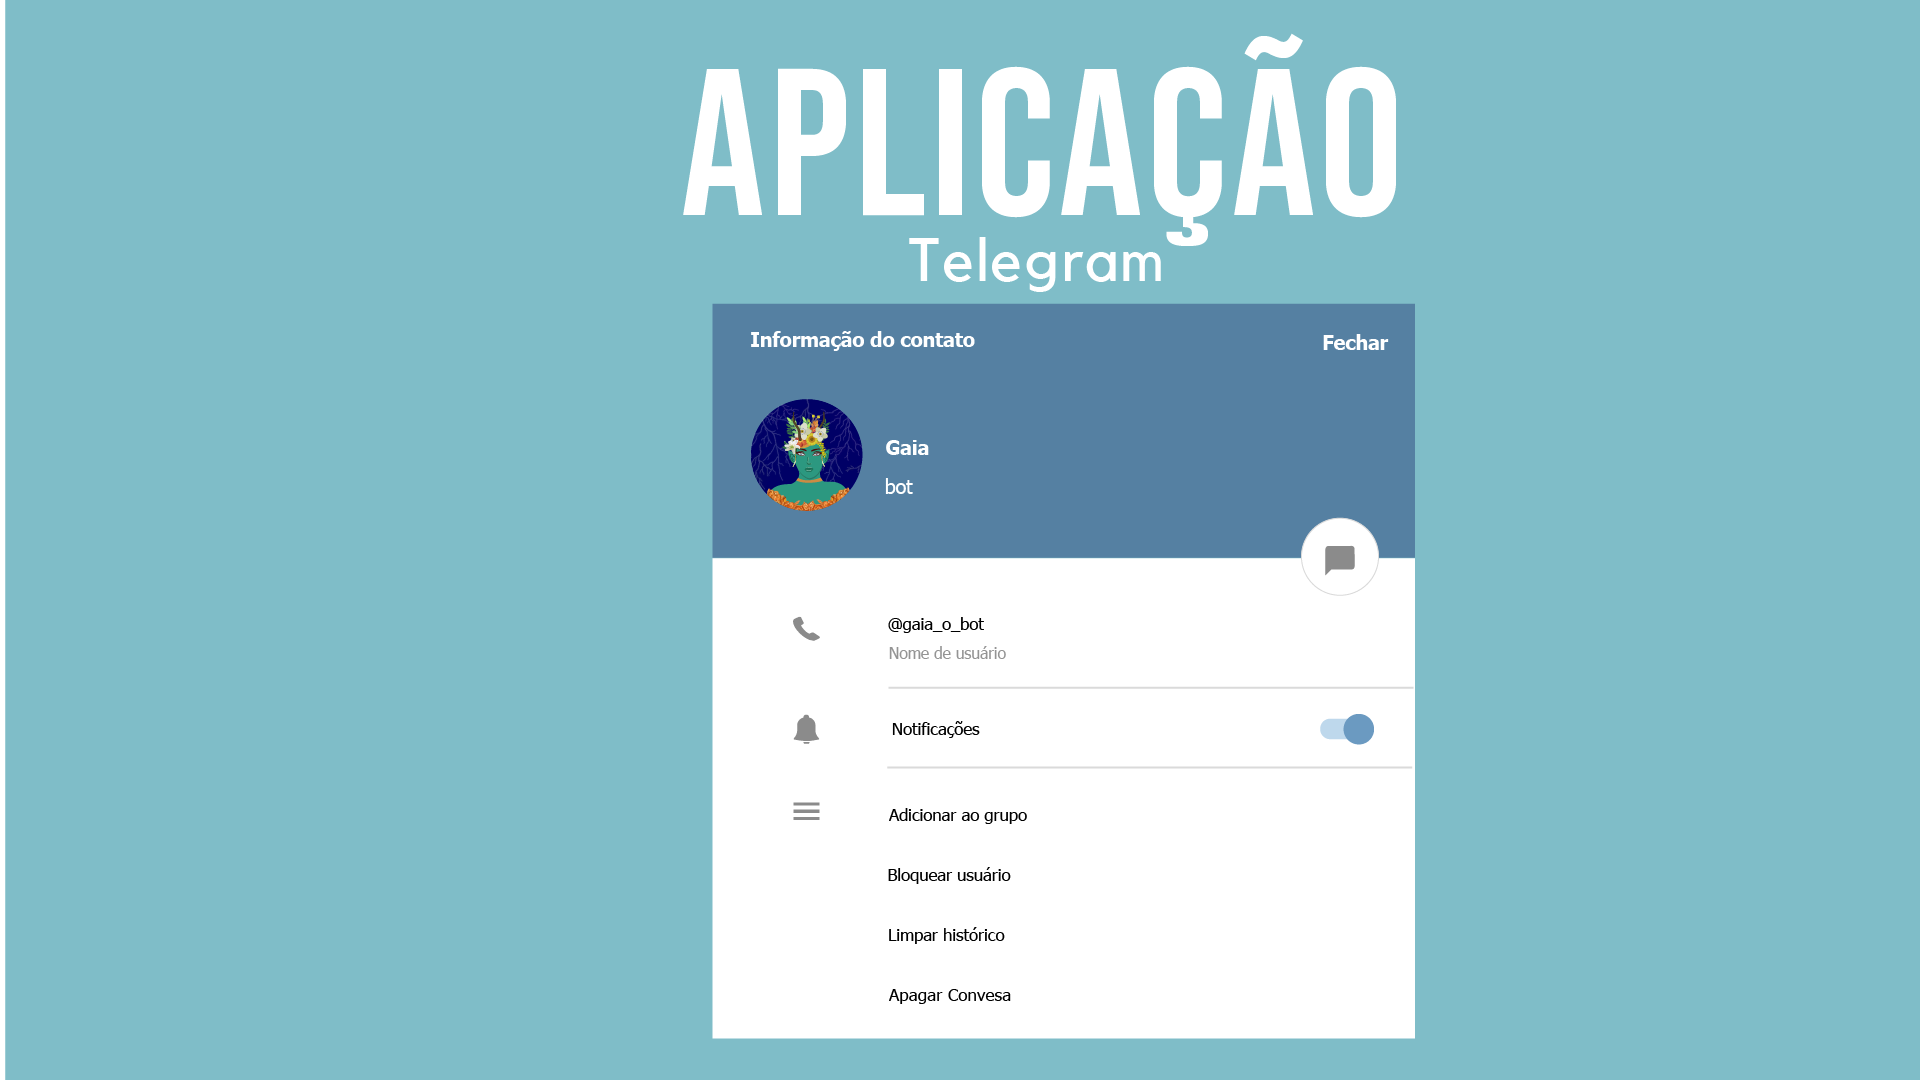 APLICAÇÃO
Telegram
Informação do contato
Fechar
Gaia
bot
@gaia_o_bot
Nome de usuário
Notificações
Adicionar ao grupo
Bloquear usuário
Limpar histórico
Apagar Convesa